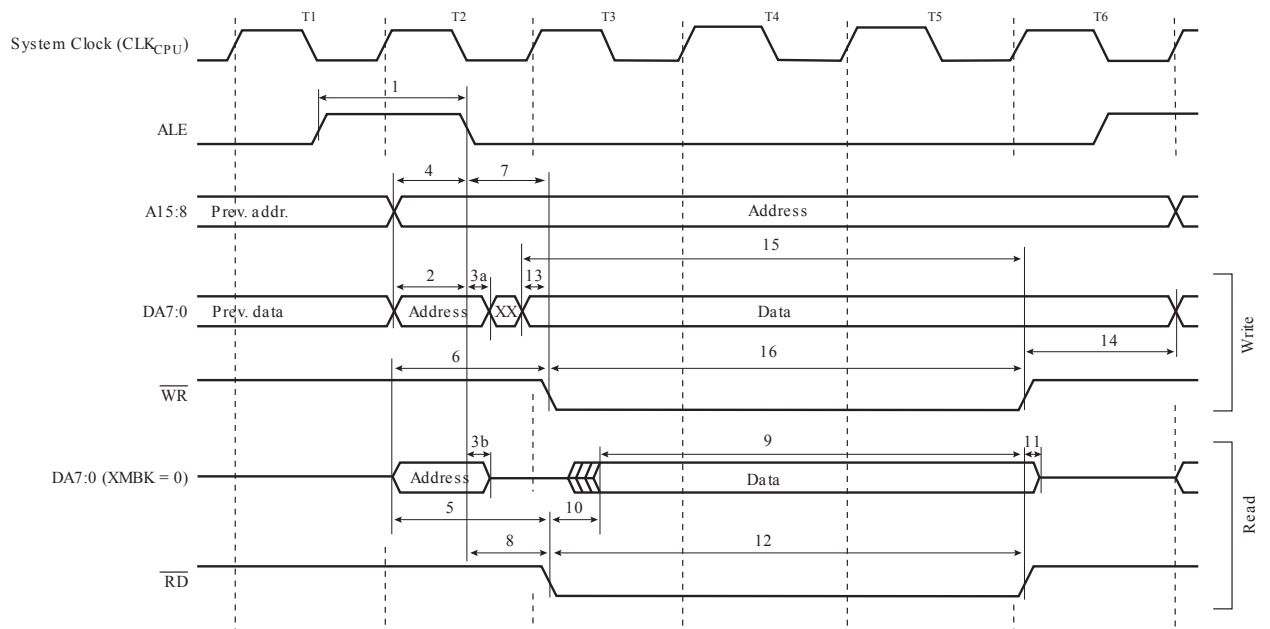 T1 T2 T3 T4 T5 T6
System Clock (CLKCPU)
1
ALE
4 7
A15:8 Prev. addr. Address
15
2 3a 13
DA7:0 Prev. data Address XX Data
14
6 16
WR
Write
3b 9 11
DA7:0 (XMBK = 0) Address Data
5 10
8 12
RD
Read